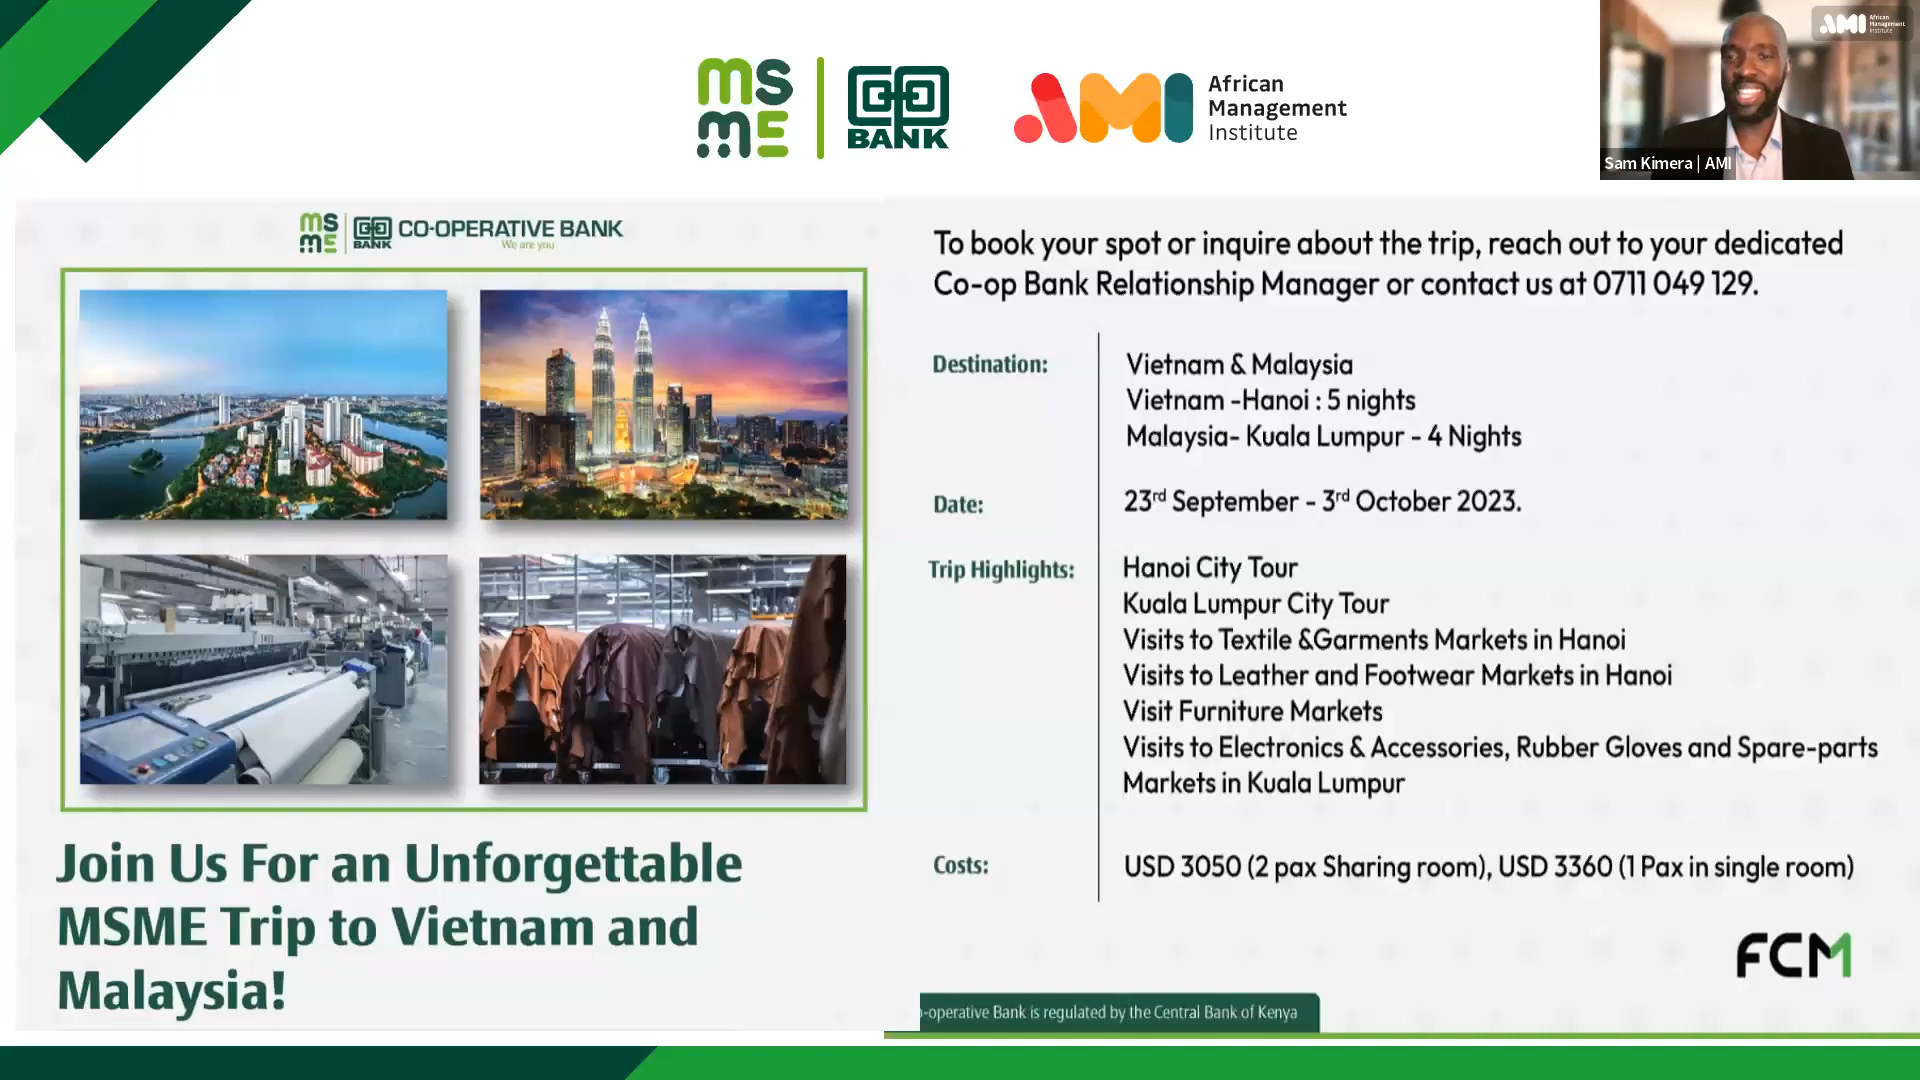 MS
ME
CO-OP
BANK
AMI
African
Management
Institute
AMI African
Management
Institute
Sam Kimera | AMI
MS
ME
BANK
CO-OPERATIVE BANK
We are you
Join Us For an Unforgettable
MSME Trip to Vietnam and
Malaysia!
To book your spot or inquire about the trip, reach out to your dedicated
Co-op Bank Relationship Manager or contact us at 0711 049 129.
Destination: Vietnam & Malaysia
Vietnam -Hanoi : 5 nights
Malaysia- Kuala Lumpur - 4 Nights
Date: 23rd September - 3rd October 2023.
Trip Highlights: Hanoi City Tour
Kuala Lumpur City Tour
Visits to Textile &Garments Markets in Hanoi
Visits to Leather and Footwear Markets in Hanoi
Visit Furniture Markets
Visits to Electronics & Accessories, Rubber Gloves and Spare-parts
Markets in Kuala Lumpur
Costs: USD 3050 (2 pax Sharing room), USD 3360 (1 Pax in single room)
FCM
-operative Bank is regulated by the Central Bank of Kenya